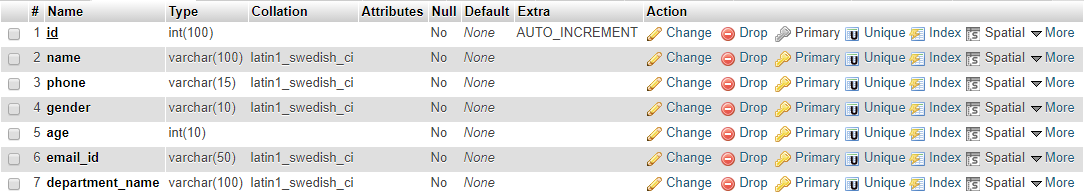 # Name Type Collation Attributes Null Default Extra Action
1 id int(100) No None AUTO_INCREMENT Change Drop Primary Unique Index Spatial More
2 name varchar(100) latin1_swedish_ci No None Change Drop Primary Unique Index Spatial More
3 phone varchar(15) latin1_swedish_ci No None Change Drop Primary Unique Index Spatial More
4 gender varchar(10) latin1_swedish_ci No None Change Drop Primary Unique Index Spatial More
5 age int(10) No None Change Drop Primary Unique Index Spatial More
6 email_id varchar(50) latin1_swedish_ci No None Change Drop Primary Unique Index Spatial More
7 department_name varchar(100) latin1_swedish_ci No None Change Drop Primary Unique Index Spatial More